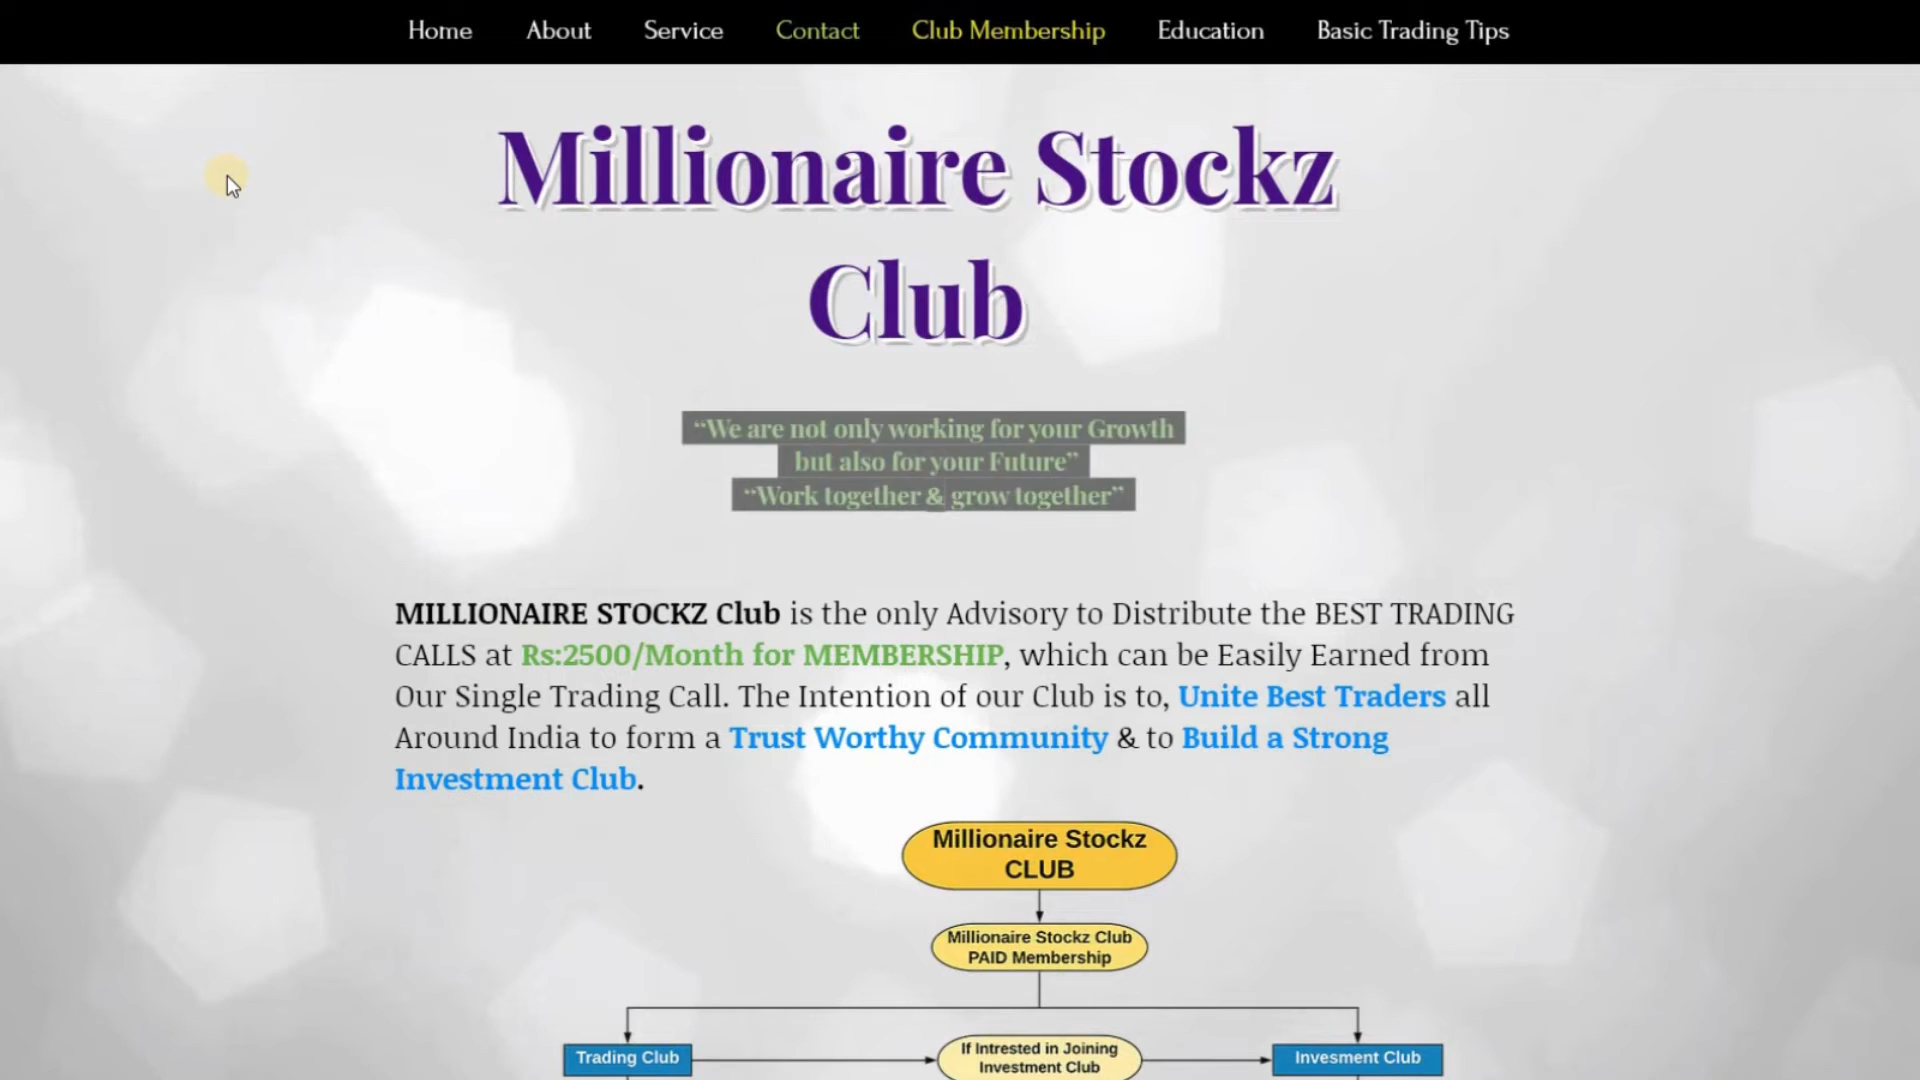 Home About Service Contact Club Membership Education Basic Trading Tips
Millionaire Stockz
Club
“We are not only working for your Growth
but also for your Future”
“Work together & grow together”
MILLIONAIRE STOCKZ Club is the only Advisory to Distribute the BEST TRADING
CALLS at Rs:2500/Month for MEMBERSHIP, which can be Easily Earned from
Our Single Trading Call. The Intention of our Club is to, Unite Best Traders all
Around India to form a Trust Worthy Community & to Build a Strong
Investment Club.
Millionaire Stockz
CLUB
Millionaire Stockz Club
PAID Membership
Trading Club
If Intrested in Joining
Investment Club
Invesment Club